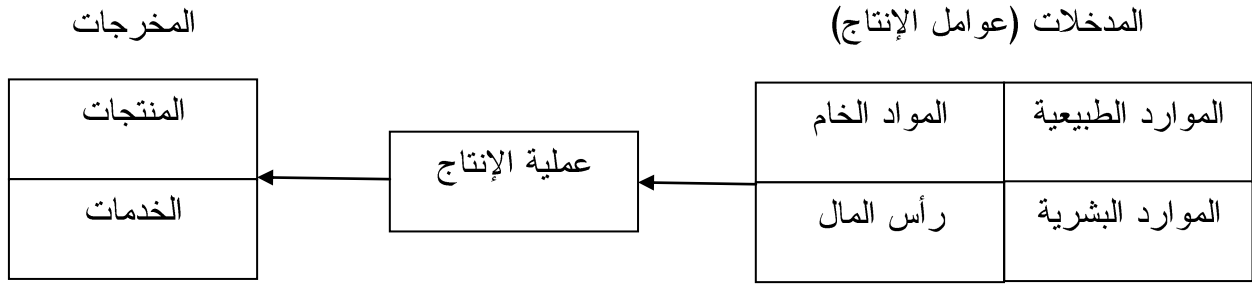 المدخلات (عوامل الإنتاج)
المخرجات
الموارد الطبيعية
المواد الخام
الموارد البشرية
رأس المال
عملية الإنتاج
المنتجات
الخدمات